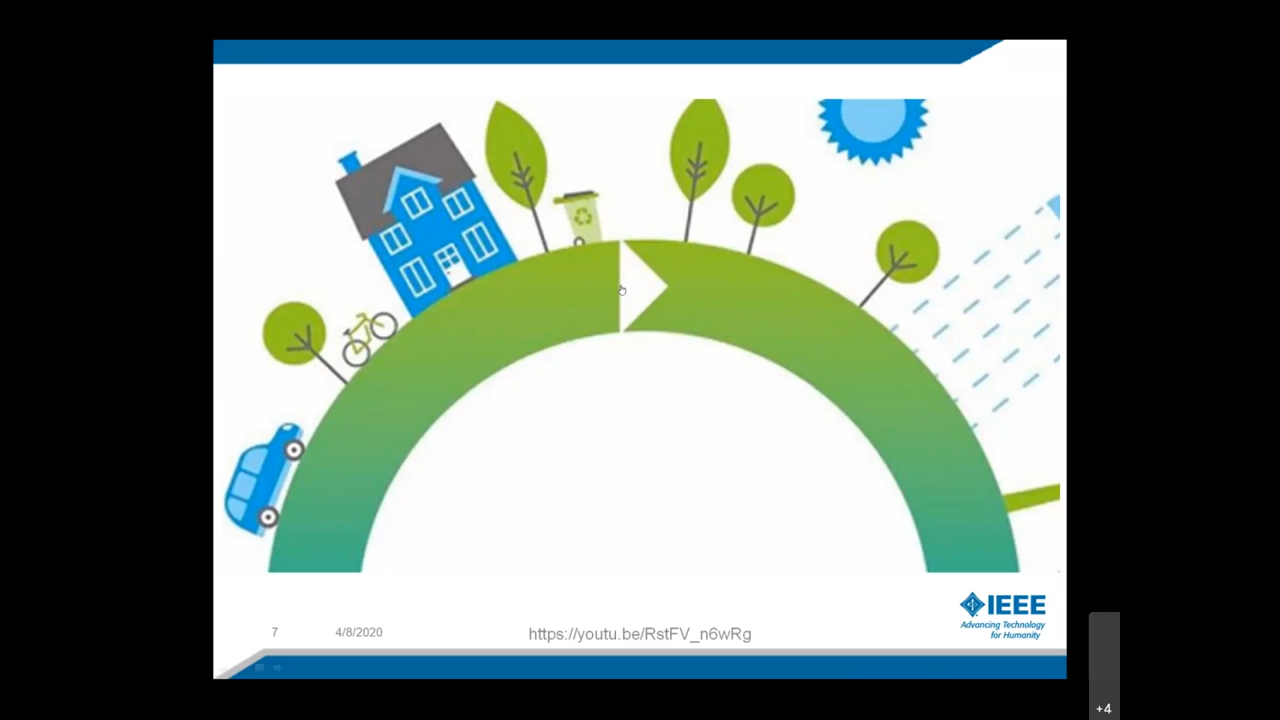 IEEE
Advancing Technology
for Humanity
7
4/8/2020
https://youtu.be/RstFV_n6wRg
+4